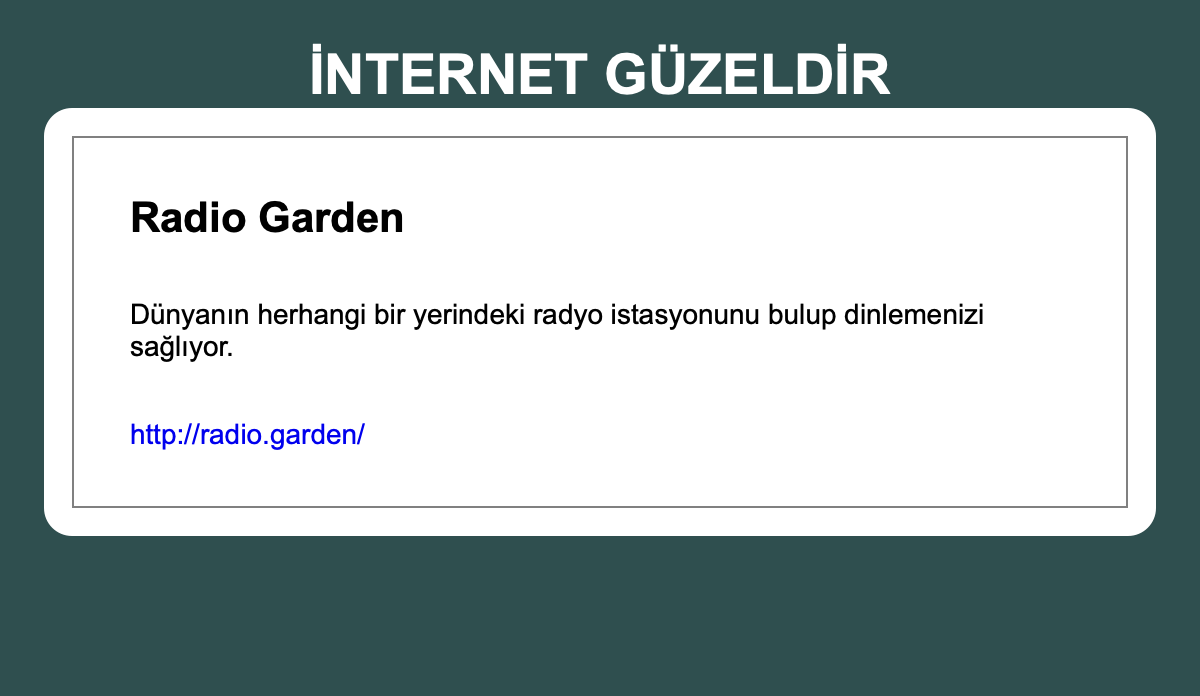 İNTERNET GÜZELDİR
Radio Garden
Dünyanın herhangi bir yerindeki radyo istasyonunu bulup dinlemenizi
sağlıyor.
http://radio.garden/